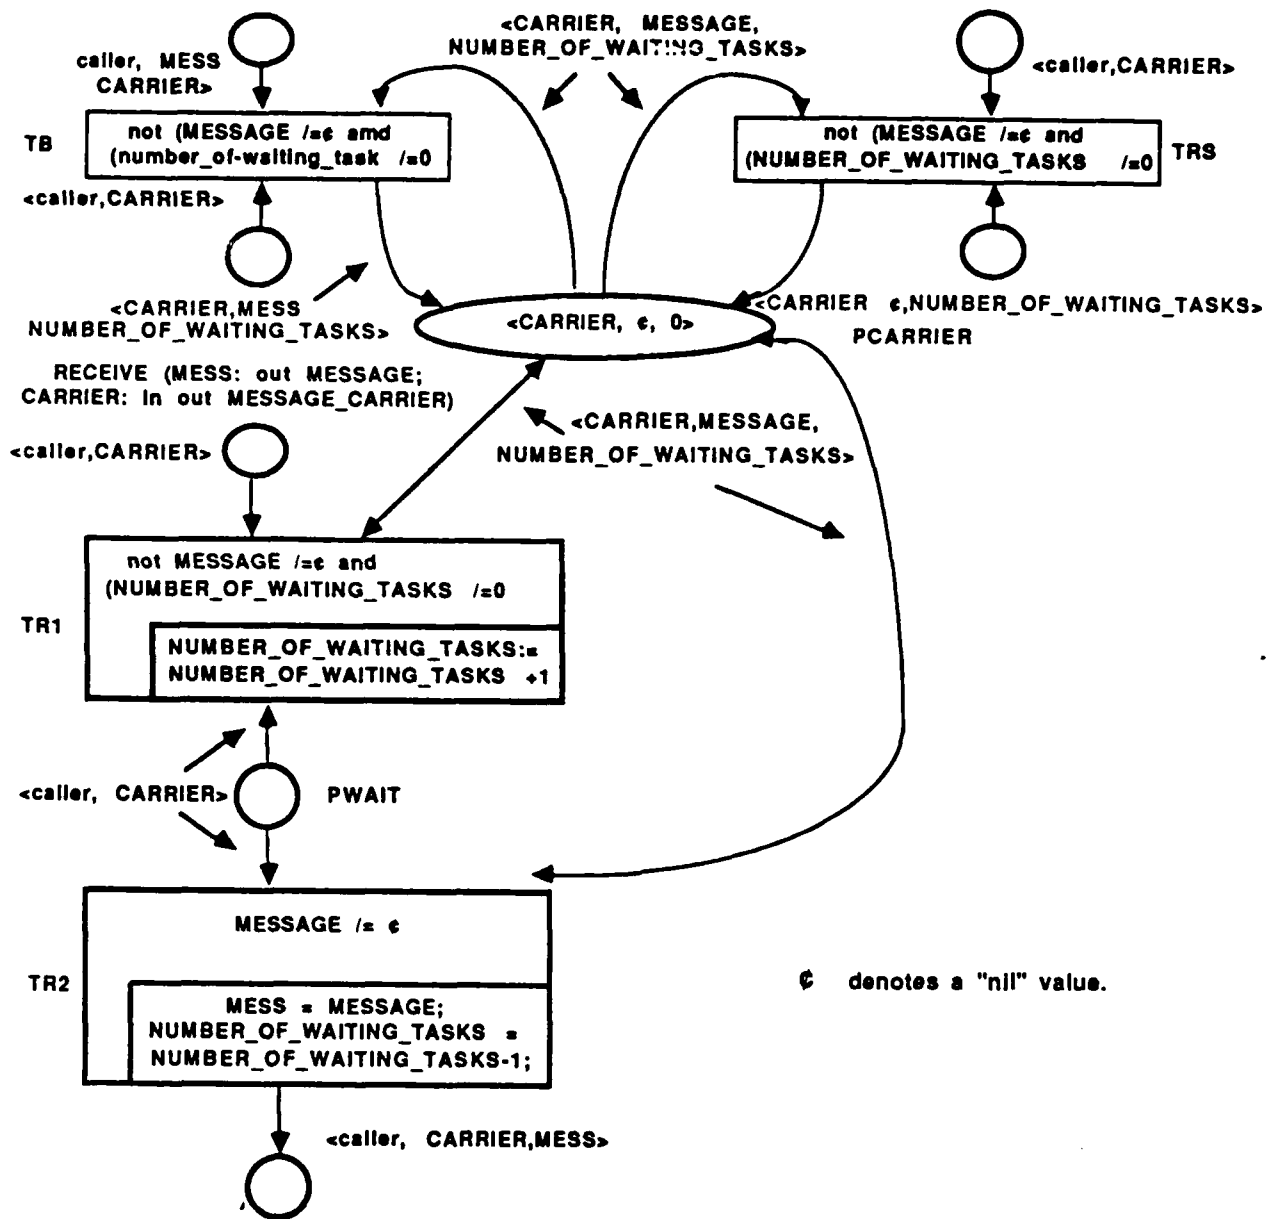 <CARRIER, MESSAGE,
NUMBER_OF_WAITING_TASKS>
caller, MESS
CARRIER>
<caller,CARRIER>
TB
not (MESSAGE /=¢ amd
(number_of-waiting_task /=0
not (MESSAGE /=¢ and
(NUMBER_OF_WAITING_TASKS /=0
TRS
<caller,CARRIER>
<CARRIER,MESS
NUMBER_OF_WAITING_TASKS>
<CARRIER, ¢, 0>
<CARRIER ¢,NUMBER_OF_WAITING_TASKS>
PCARRIER
RECEIVE (MESS: out MESSAGE;
CARRIER: In out MESSAGE_CARRIER)
<CARRIER,MESSAGE,
NUMBER_OF_WAITING_TASKS>
<caller,CARRIER>
not MESSAGE /=¢ and
(NUMBER_OF_WAITING_TASKS /=0
TR1
NUMBER_OF_WAITING_TASKS:=
NUMBER_OF_WAITING_TASKS +1
<caller, CARRIER>
PWAIT
MESSAGE /= ¢
TR2
MESS = MESSAGE;
NUMBER_OF_WAITING_TASKS =
NUMBER_OF_WAITING_TASKS-1;
¢ denotes a "nil" value.
<caller, CARRIER,MESS>